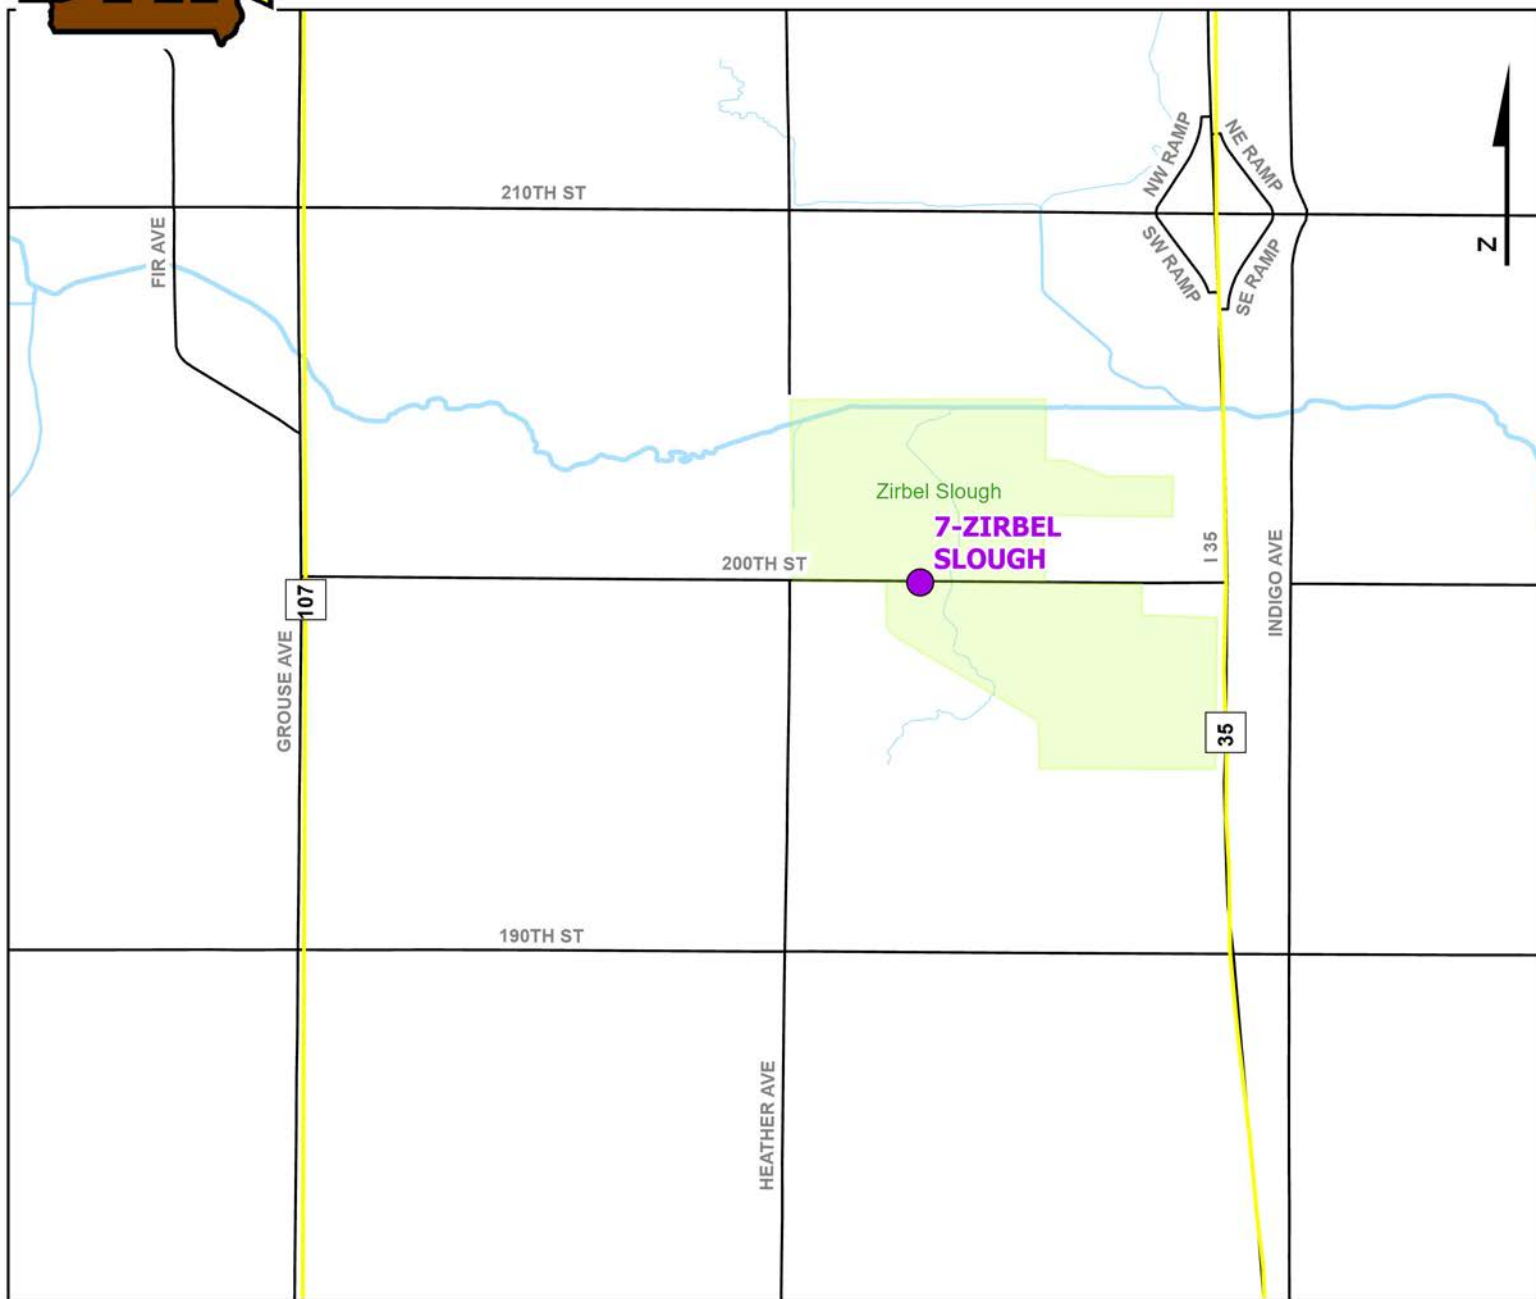 NW RAMP
NE RAMP
210TH ST
FIR AVE
SW RAMP
SE RAMP
Z
Zirbel Slough
7-ZIRBEL
SLOUGH
200TH ST
I 35
INDIGO AVE
107
GROUSE AVE
35
190TH ST
HEATHER AVE